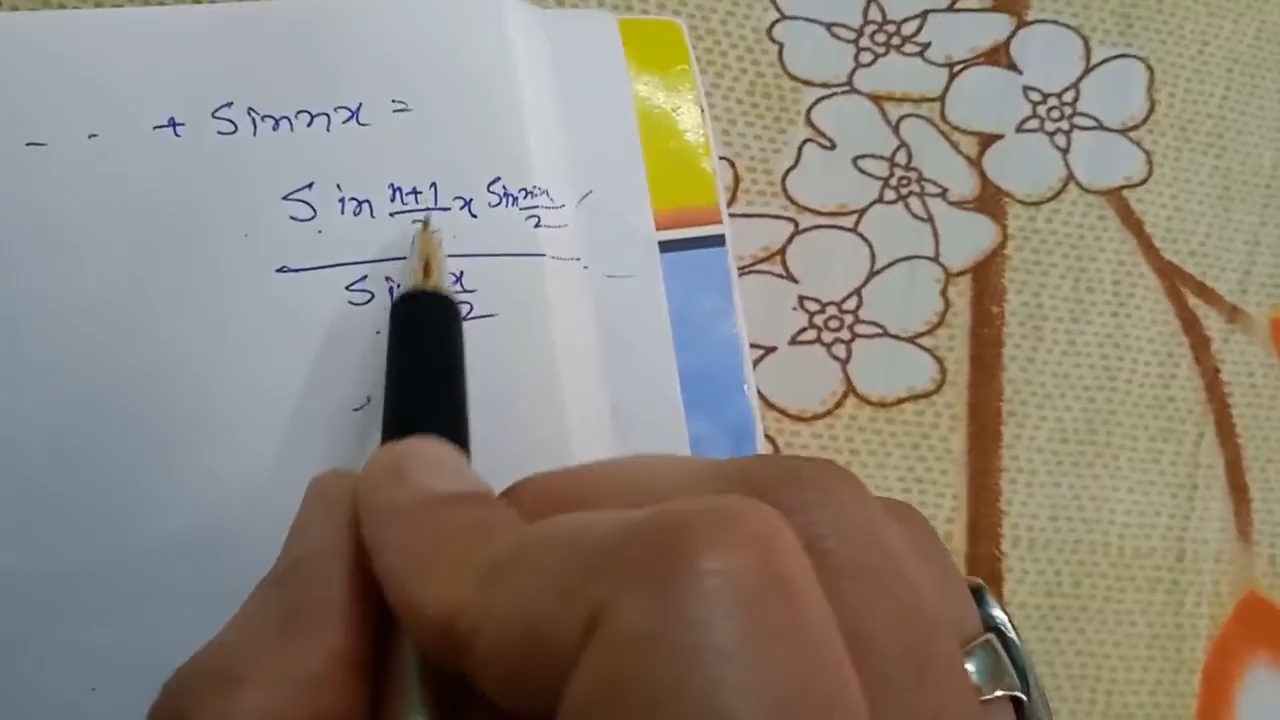 - - + Sin nx =
Sin n+1/2 x Sin nx/2
Sin x/2